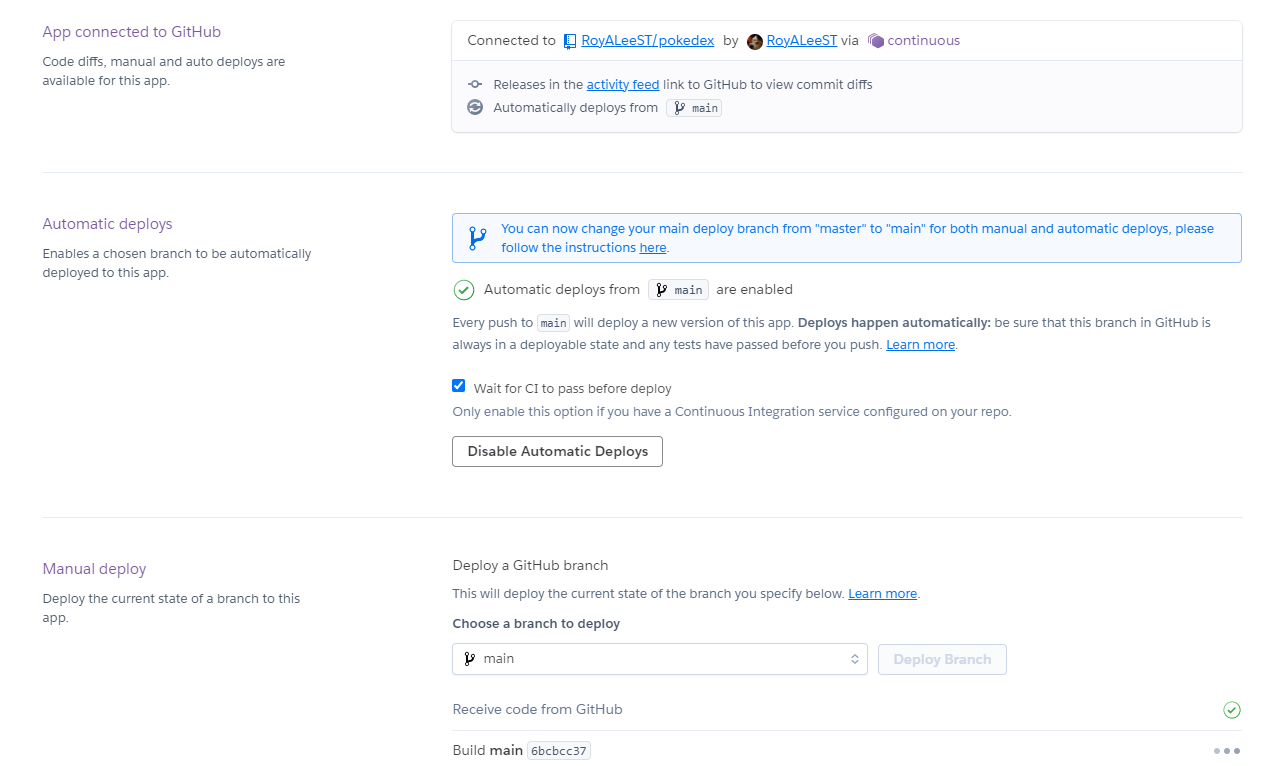 App connected to GitHub
Code diffs, manual and auto deploys are
available for this app.
Connected to RoyALeeST/pokedex by RoyALeeST via continuous
Releases in the activity feed link to GitHub to view commit diffs
Automatically deploys from main
Automatic deploys
Enables a chosen branch to be automatically
deployed to this app.
You can now change your main deploy branch from "master" to "main" for both manual and automatic deploys, please
follow the instructions here.
Automatic deploys from main are enabled
Every push to main will deploy a new version of this app. Deploys happen automatically: be sure that this branch in GitHub is
always in a deployable state and any tests have passed before you push. Learn more.
Wait for CI to pass before deploy
Only enable this option if you have a Continuous Integration service configured on your repo.
Disable Automatic Deploys
Manual deploy
Deploy the current state of a branch to this
app.
Deploy a GitHub branch
This will deploy the current state of the branch you specify below. Learn more.
Choose a branch to deploy
main
Deploy Branch
Receive code from GitHub
Build main 6bcbcc37